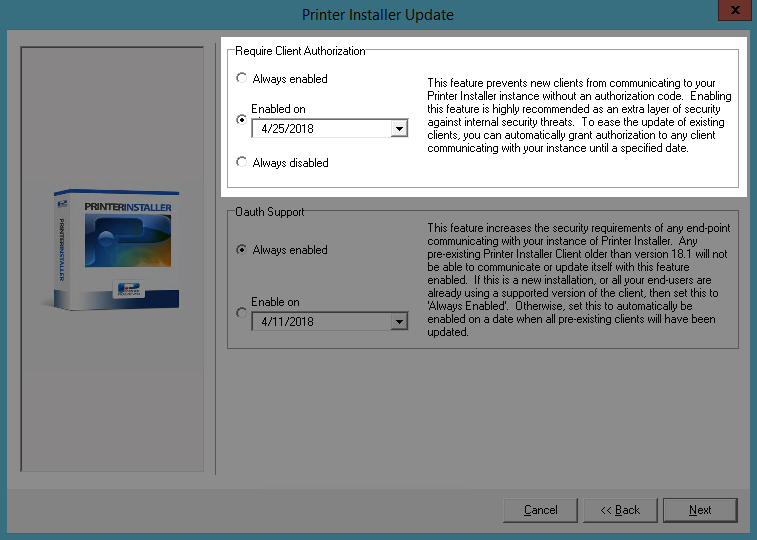 Printer Installer Update
x
Require Client Authorization
Always enabled
Enabled on
4/25/2018
Always disabled
This feature prevents new clients from communicating to your
Printer Installer instance without an authorization code. Enabling
this feature is highly recommended as an extra layer of security
against internal security threats. To ease the update of existing
clients, you can automatically grant authorization to any client
communicating with your instance until a specified date.
PRINTERINSTALLER
PRINTERINSTALLER
Oauth Support
Always enabled
Enable on
4/11/2018
This feature increases the security requirements of any end-point
communicating with your instance of Printer Installer. Any
pre-existing Printer Installer Client older than version 18.1 will not
be able to communicate or update itself with this feature
enabled. If this is a new installation, or all your end-users are
already using a supported version of the client, then set this to
'Always Enabled'. Otherwise, set this to automatically be
enabled on a date when all pre-existing clients will have been
updated.
Cancel
<< Back
Next